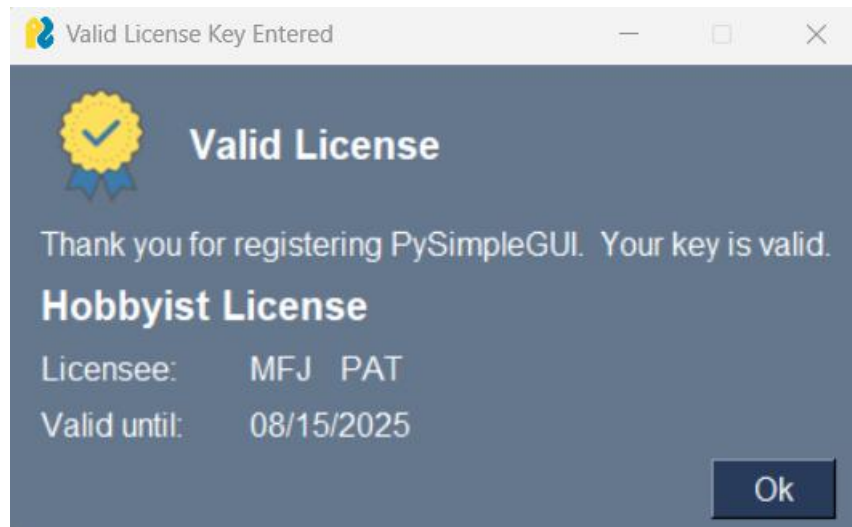 Valid License Key Entered
Valid License
Thank you for registering PySimpleGUI. Your key is valid.
Hobbyist License
Licensee: MFJ PAT
Valid until: 08/15/2025
Ok